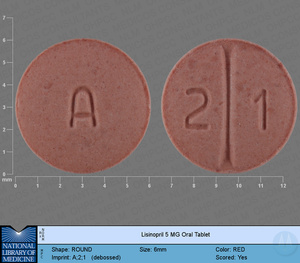 7
6
5
4
3
2
1
0
mm
A
2 1
0 1 2 3 4 5 6 7 8 9 10 11 12
Lisinopril 5 MG Oral Tablet
Shape: ROUND Size: 6mm Color: RED
Imprint: A;2;1 (debossed) Scored: Yes
NATIONAL
LIBRARY OF
MEDICINE